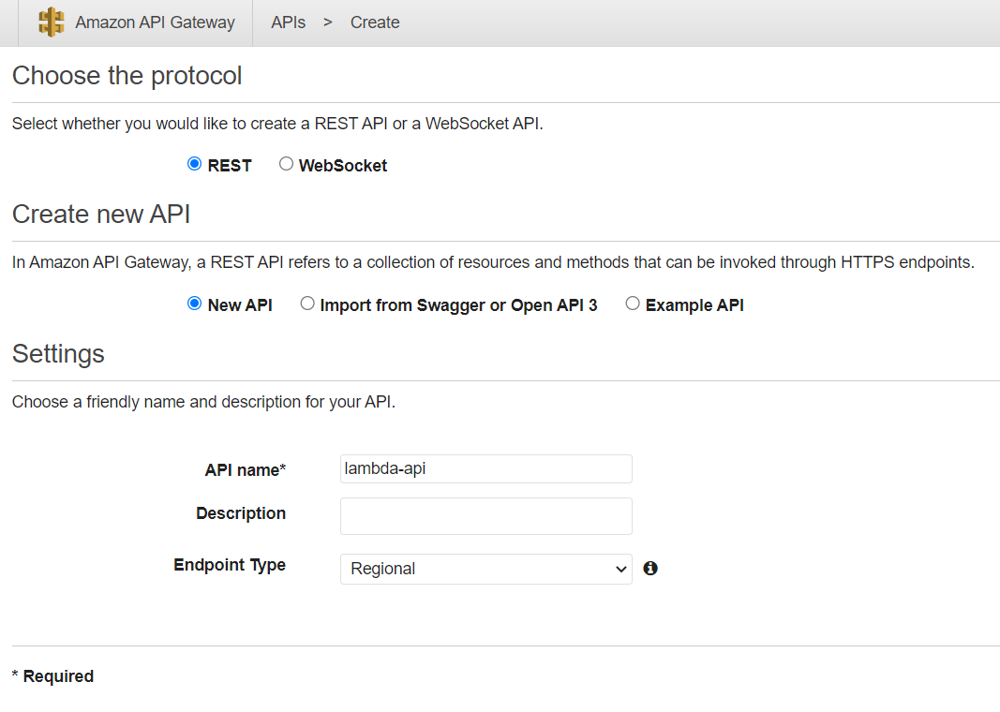 Amazon API Gateway APIs > Create
Choose the protocol
Select whether you would like to create a REST API or a WebSocket API.
REST WebSocket
Create new API
In Amazon API Gateway, a REST API refers to a collection of resources and methods that can be invoked through HTTPS endpoints.
New API Import from Swagger or Open API 3 Example API
Settings
Choose a friendly name and description for your API.
API name* lambda-api
Description
Endpoint Type Regional
* Required